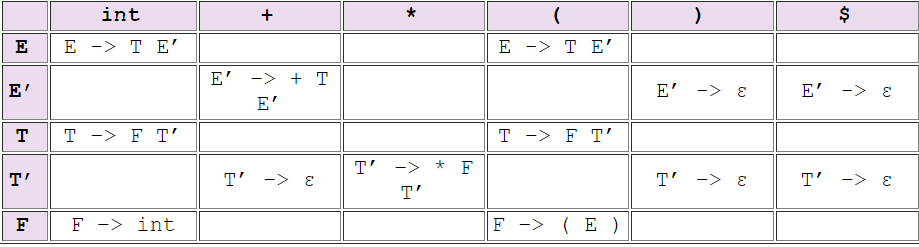 int + * ( ) $
E E –> T E′ E –> T E′
E′ E′ –> + T E′ E′ –> ε E′ –> ε
T T –> F T′ T –> F T′
T′ T′ –> ε T′ –> * F T′ T′ –> ε T′ –> ε
F F –> int F –> ( E )